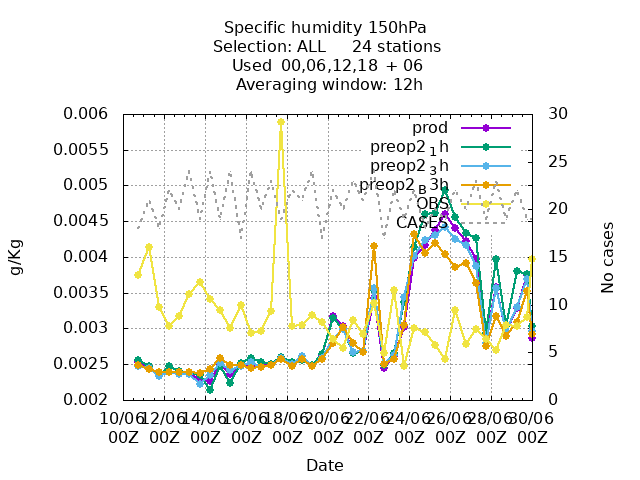 Specific humidity 150hPa
Selection: ALL 24 stations
Used 00,06,12,18 + 06
Averaging window: 12h
g/Kg
0.006
0.0055
0.005
0.0045
0.004
0.0035
0.003
0.0025
0.002
prod
preop2_1h
preop2_3h
preop2_B3h
OBS
CASES
30
25
20
15
10
5
0
No cases
10/06 12/06 14/06 16/06 18/06 20/06 22/06 24/06 26/06 28/06 30/06
00Z 00Z 00Z 00Z 00Z 00Z 00Z 00Z 00Z 00Z 00Z
Date